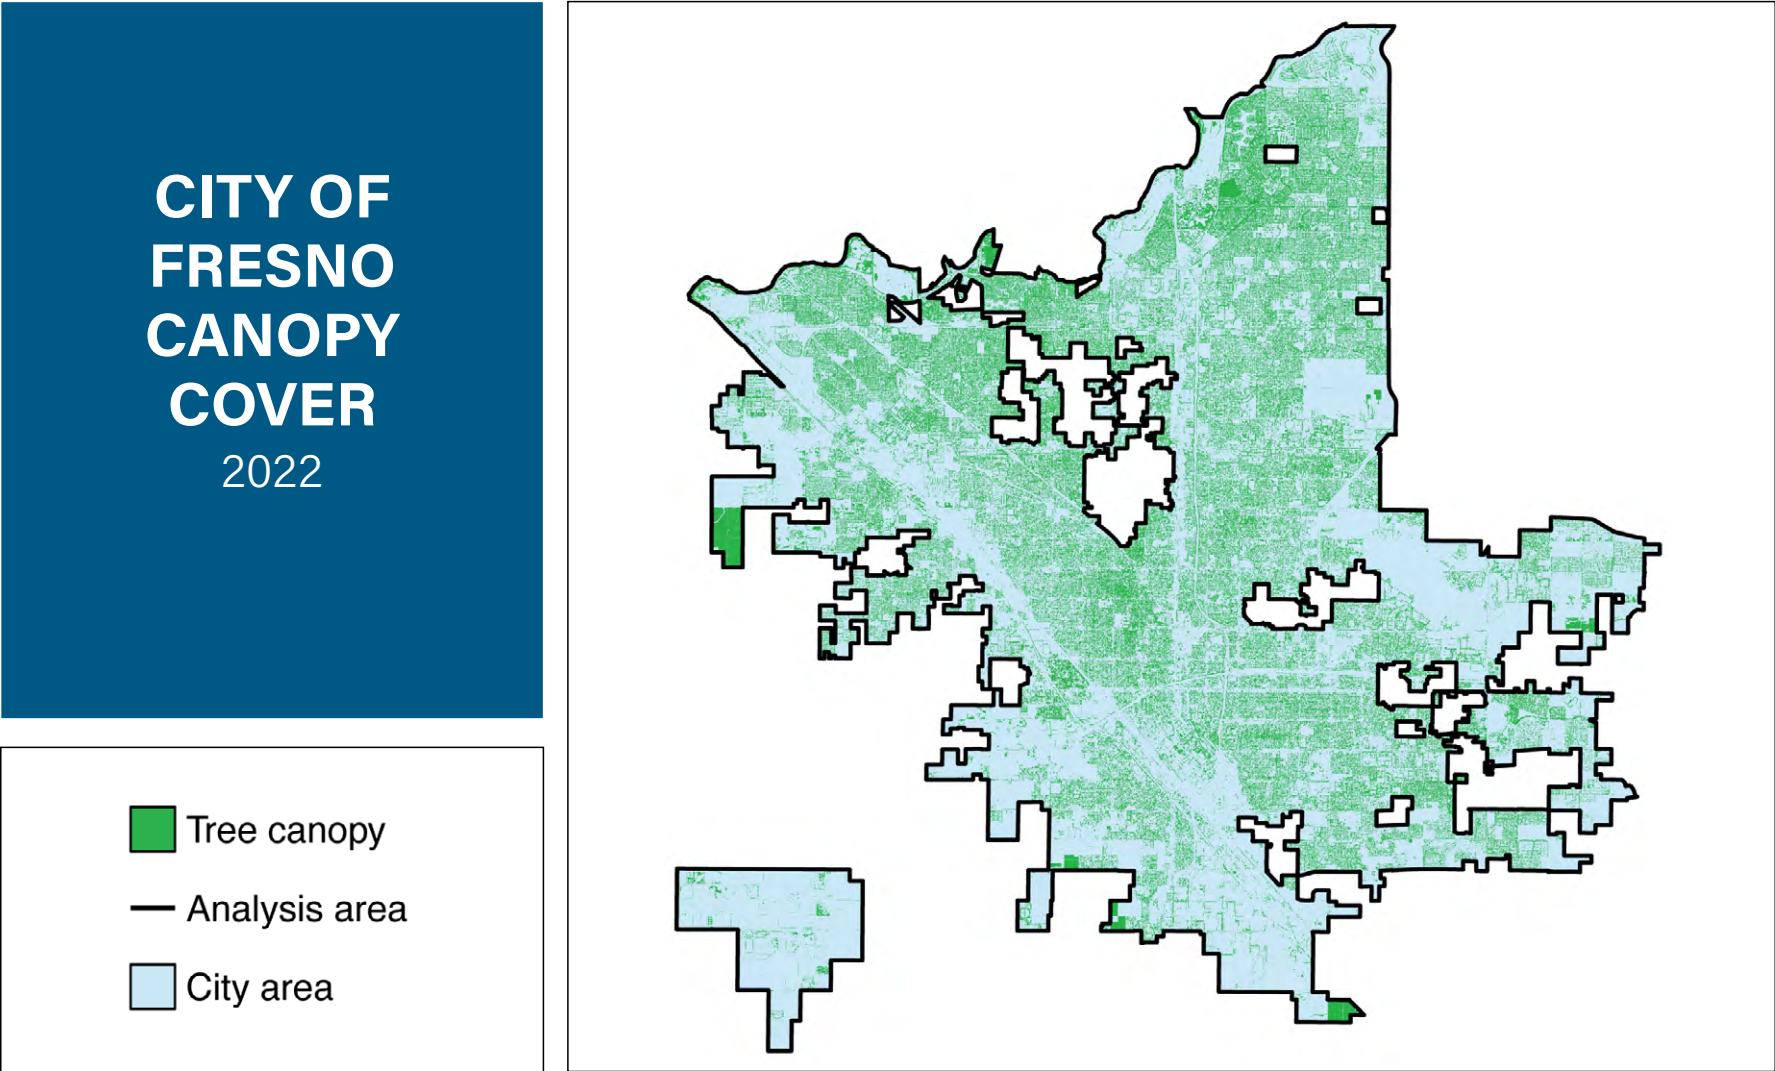 CITY OF
FRESNO
CANOPY
COVER
2022
Tree canopy
Analysis area
City area